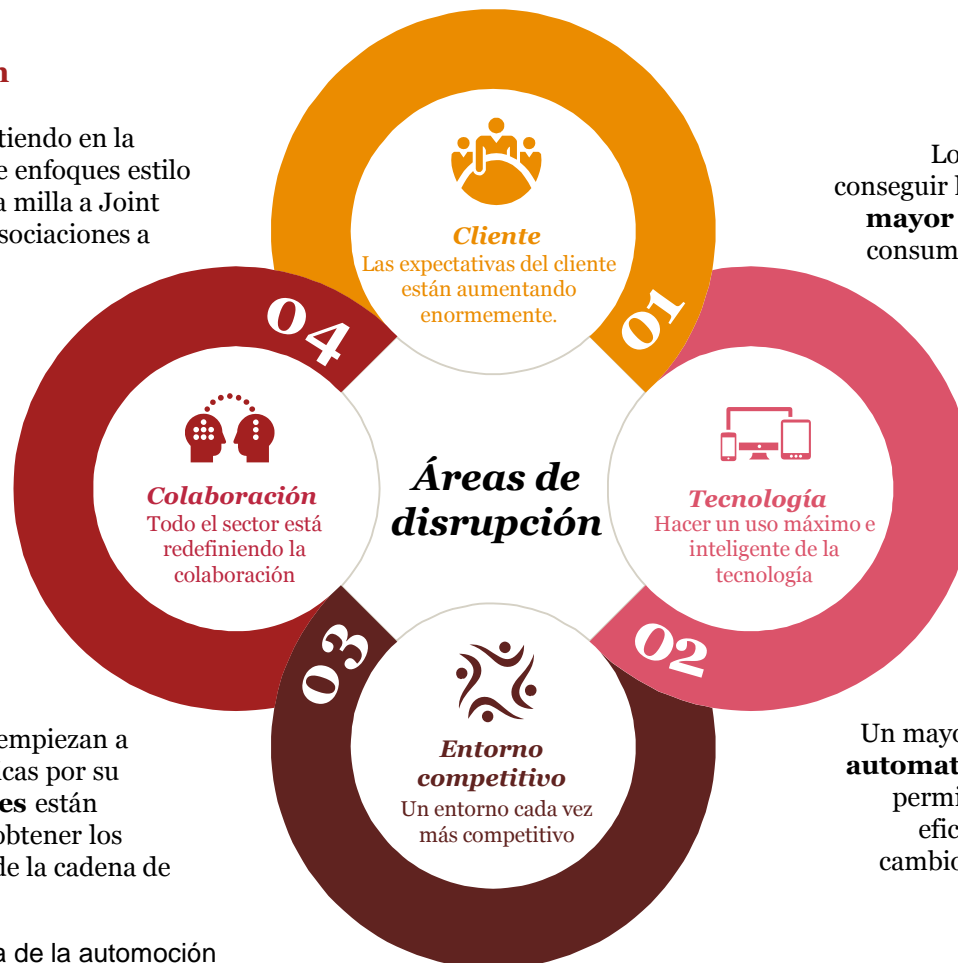 n
tiendo en la
e enfoques estilo
a milla a Joint
sociaciones a
Lo
conseguir l
mayor
consum
Cliente
Las expectativas del cliente
están aumentando
enormemente.
01
04
Colaboración
Todo el sector está
redefiniendo la
colaboración
Áreas de
disrupción
Tecnología
Hacer un uso máximo e
inteligente de la
tecnología
03
02
Entorno
competitivo
Un entorno cada vez
más competitivo
empiezan a
icas por su
es están
obtener los
de la cadena de
Un mayo
automat
permi
efic
cambio
a de la automoción